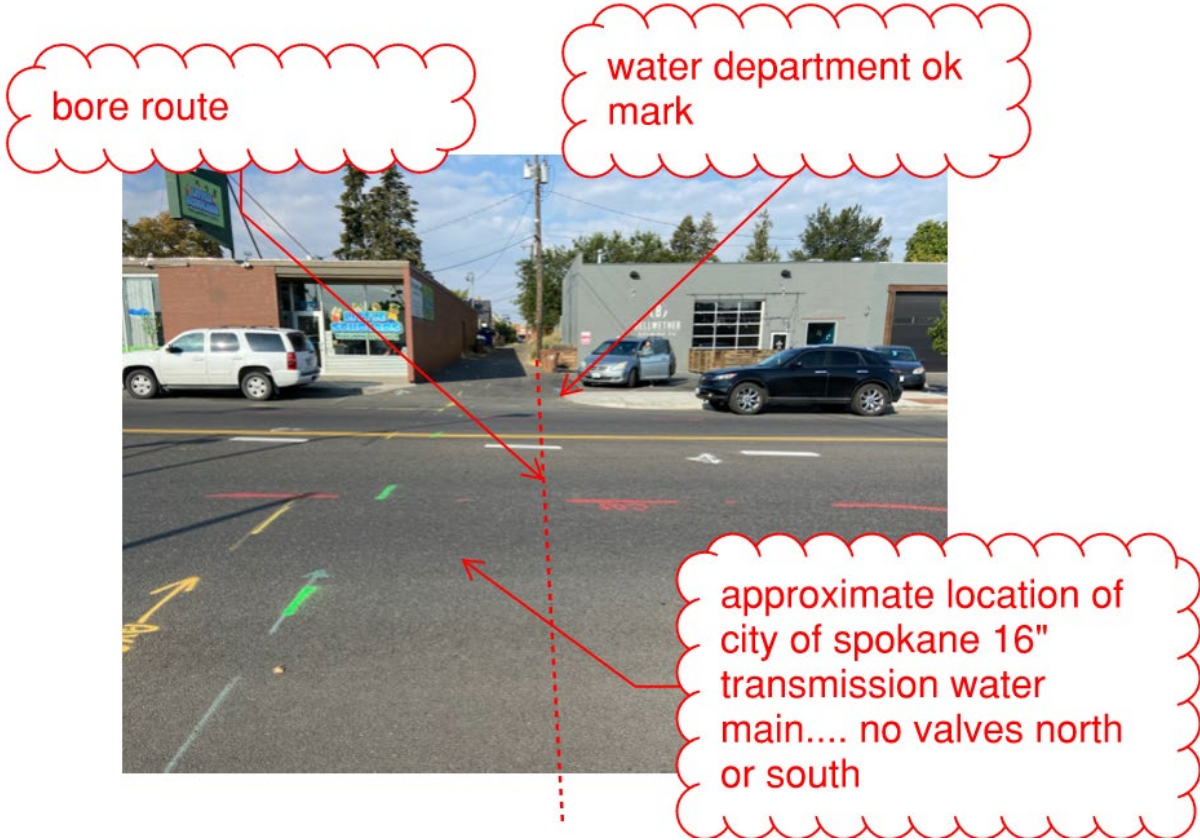 bore route
water department ok
mark
ELLWETHER
approximate location of
city of spokane 16"
transmission water
main.... no valves north
or south